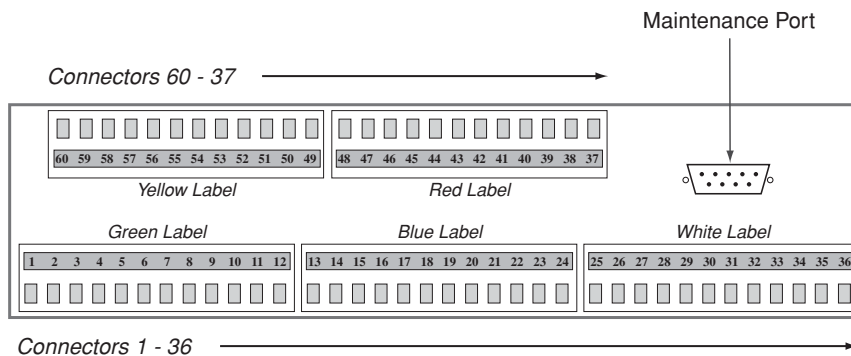 Maintenance Port
Connectors 60 - 37
60 59 58 57 56 55 54 53 52 51 50 49
48 47 46 45 44 43 42 41 40 39 38 37
Yellow Label
Red Label
Green Label
Blue Label
White Label
1 2 3 4 5 6 7 8 9 10 11 12
13 14 15 16 17 18 19 20 21 22 23 24
25 26 27 28 29 30 31 32 33 34 35 36
Connectors 1 - 36